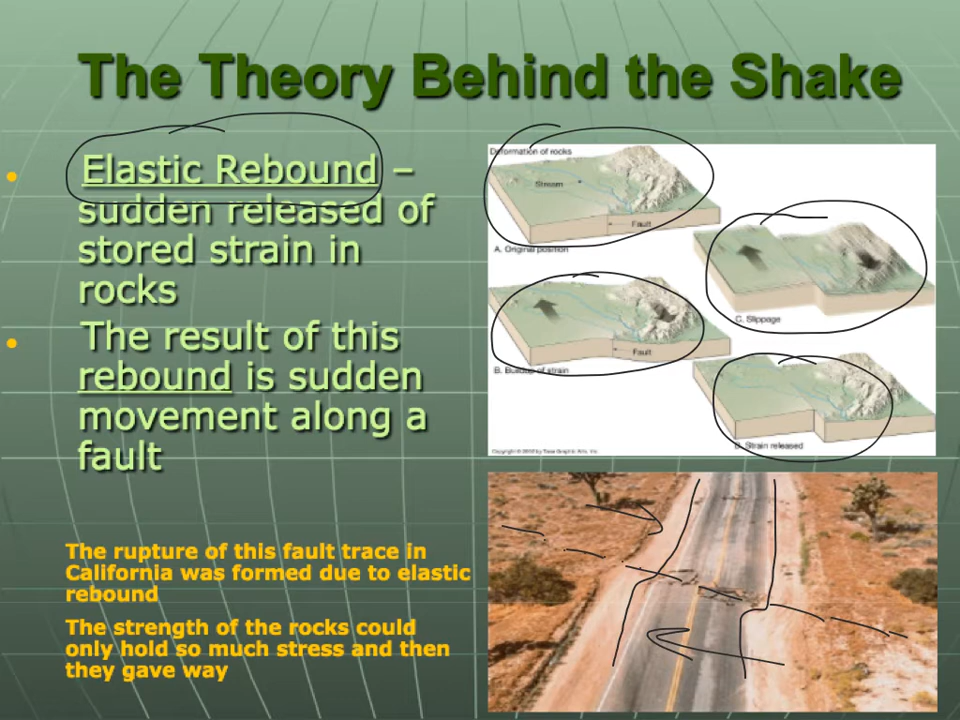 The Theory Behind the Shake
Elastic Rebound –
sudden released of
stored strain in
rocks
The result of this
rebound is sudden
movement along a
fault
The rupture of this fault trace in
California was formed due to elastic
rebound
The strength of the rocks could
only hold so much stress and then
they gave way
Deformation of rocks
Stream
Fault
A. Original position
C. Slippage
Fault
B. Buildup of strain
D. Strain released